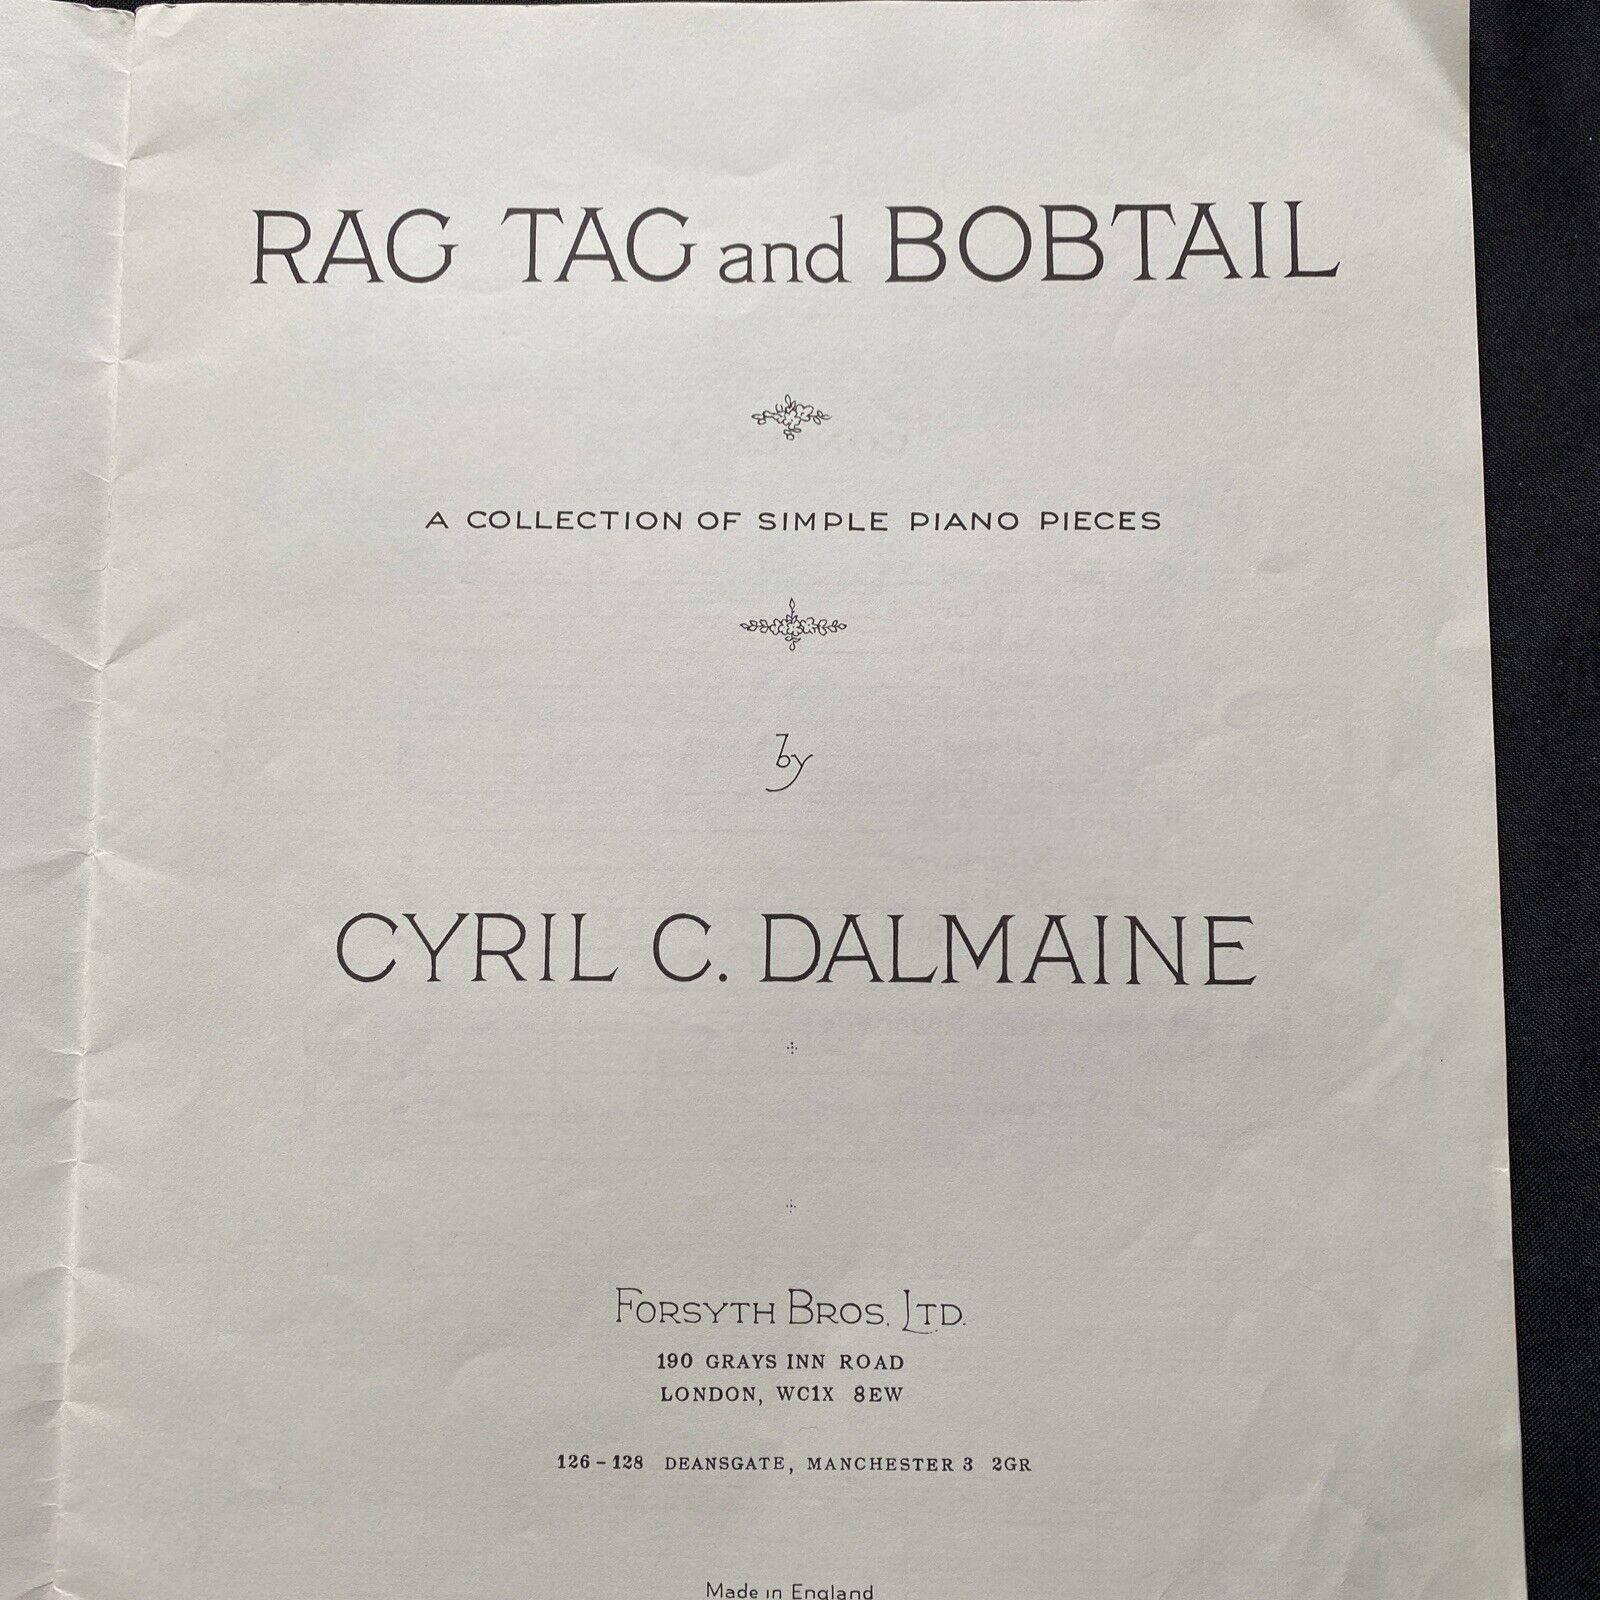 RAG TAG and BOBTAIL
A COLLECTION OF SIMPLE PIANO PIECES
by
CYRIL C. DALMAINE
FORSYTH BROS. LTD.
190 GRAYS INN ROAD
LONDON, WC1X 8EW
126-128 DEANSGATE, MANCHESTER 3 2GR
Made in England